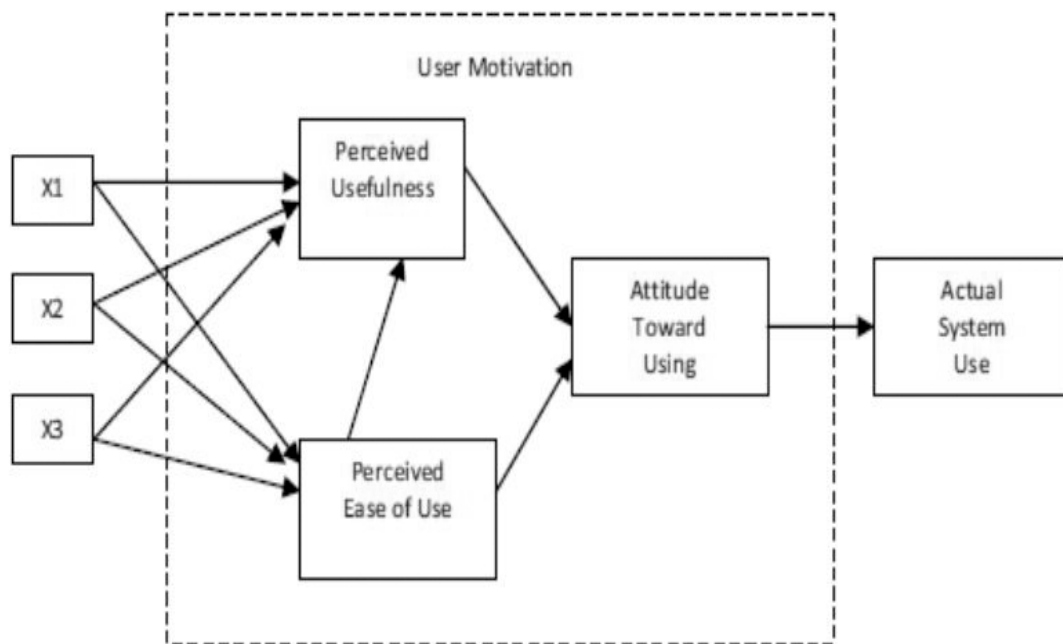 User Motivation
X1
X2
X3
Perceived
Usefulness
Perceived
Ease of Use
Attitude
Toward
Using
Actual
System
Use